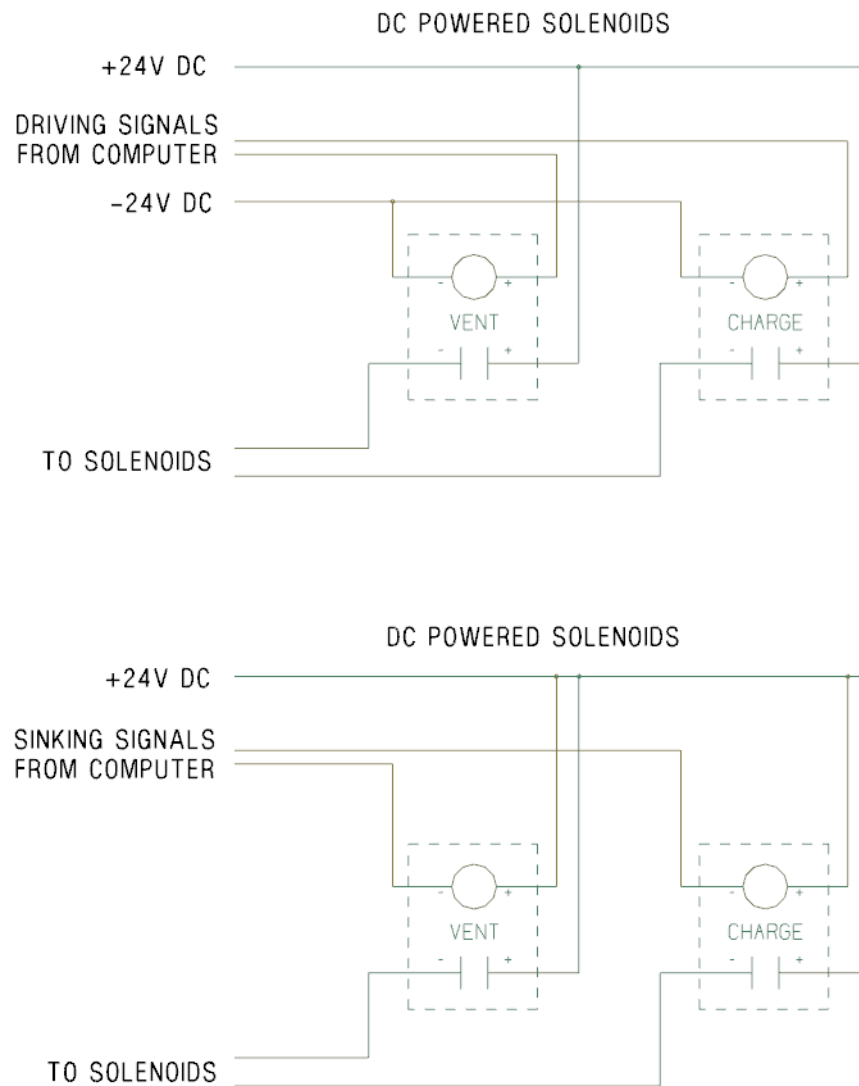 DC POWERED SOLENOIDS
+24V DC
DRIVING SIGNALS
FROM COMPUTER
-24V DC
- +
- +
VENT
CHARGE
- +
- +
TO SOLENOIDS
DC POWERED SOLENOIDS
+24V DC
SINKING SIGNALS
FROM COMPUTER
- +
- +
VENT
CHARGE
- +
- +
TO SOLENOIDS